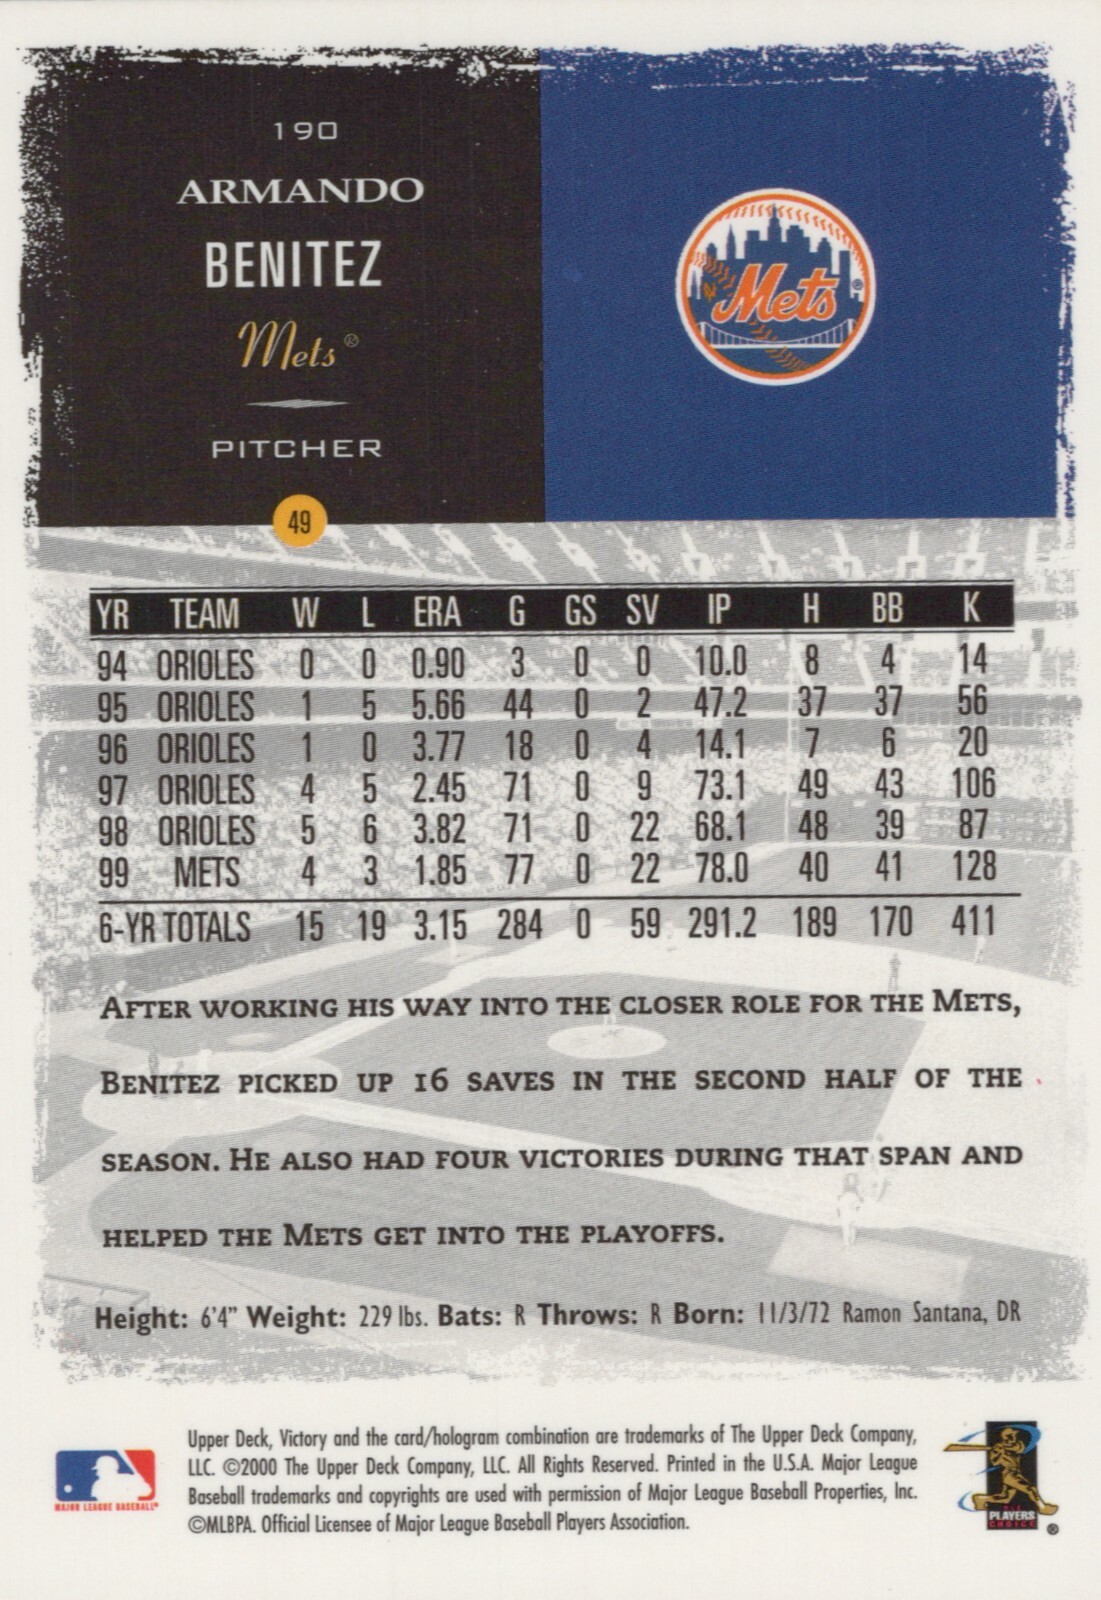 190
ARMANDO
BENITEZ
Mets®
PITCHER
Mets®
49
YR TEAM W L ERA G GS SV IP H BB K
94 ORIOLES 0 0 0.90 3 0 0 10.0 8 4 14
95 ORIOLES 1 5 5.66 44 0 2 47.2 37 37 56
96 ORIOLES 1 0 3.77 18 0 4 14.1 7 6 20
97 ORIOLES 4 5 2.45 71 0 9 73.1 49 43 106
98 ORIOLES 5 6 3.82 71 0 22 68.1 48 39 87
99 METS 4 3 1.85 77 0 22 78.0 40 41 128
6-YR TOTALS 15 19 3.15 284 0 59 291.2 189 170 411
AFTER WORKING HIS WAY INTO THE CLOSER ROLE FOR THE METS,
BENITEZ PICKED UP 16 SAVES IN THE SECOND HALF OF THE
SEASON. HE ALSO HAD FOUR VICTORIES DURING THAT SPAN AND
HELPED THE METS GET INTO THE PLAYOFFS.
Height: 6'4" Weight: 229 lbs. Bats: R Throws: R Born: 11/3/72 Ramon Santana, DR
Upper Deck, Victory and the card/hologram combination are trademarks of The Upper Deck Company,
LLC. ©2000 The Upper Deck Company, LLC. All Rights Reserved. Printed in the U.S.A. Major League
Baseball trademarks and copyrights are used with permission of Major League Baseball Properties, Inc.
©MLBPA. Official Licensee of Major League Baseball Players Association.
MAJOR LEAGUE BASEBALL®
PLAYERS
CHOICE
®